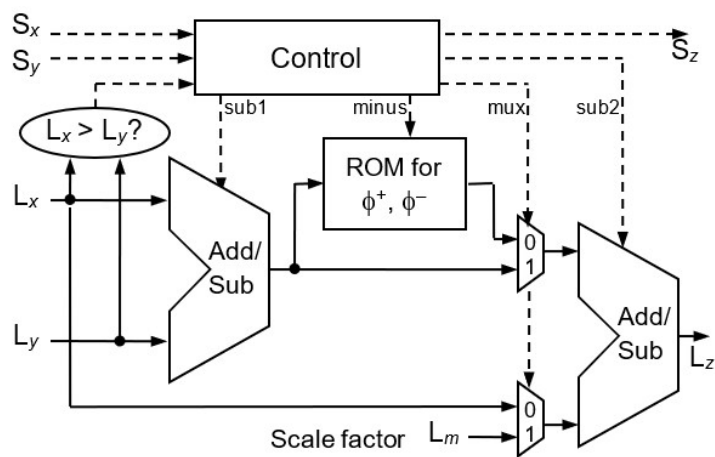 Sx
Sy
Control
Sz
sub1
minus
mux
sub2
Lx > Ly?
ROM for
ϕ+, ϕ−
Lx
Add/
Sub
0
1
Ly
Add/
Sub
Lz
0
1
Scale factor Lm